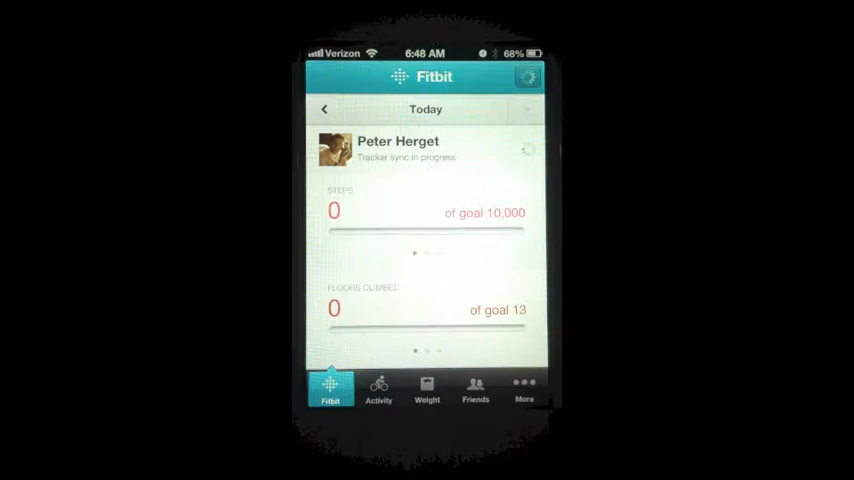 Verizon 6:48 AM 68%
Fitbit
Today
Peter Herget
Tracker sync in progress
STEPS
0 of goal 10,000
FLOORS CLIMBED
0 of goal 13
Fitbit Activity Weight Friends More